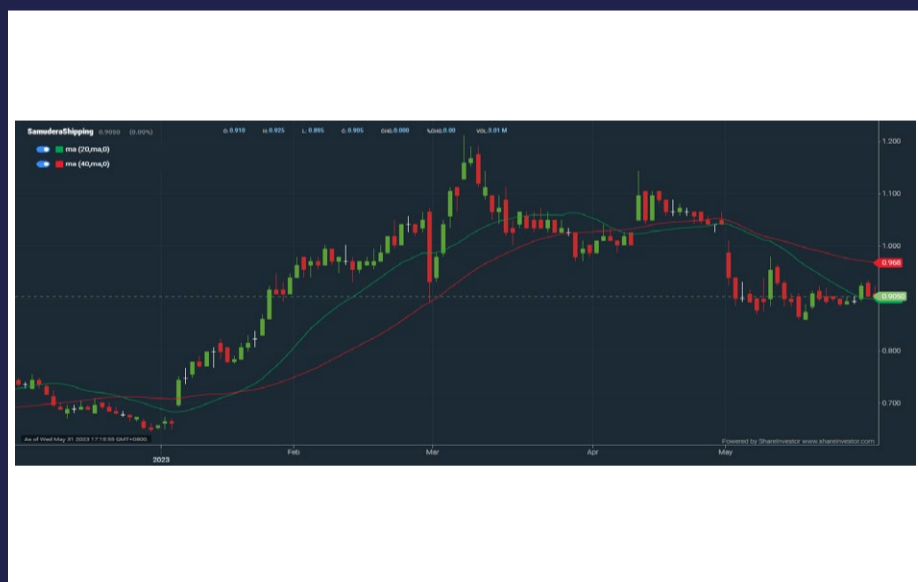 SamuderaShipping 0.9050 (0.00%) O: 0.910 H: 0.925 L: 0.895 C: 0.905 CHG: 0.000 %CHG: 0.00 VOL: 3.01 M
ma (20,ma,0)
ma (40,ma,0)
1.200
1.100
1.000
0.968
0.9050
0.800
0.700
As of Wed May 31 2023 17:19:55 GMT+0800
Powered by ShareInvestor www.shareinvestor.com
2023 Feb Mar Apr May